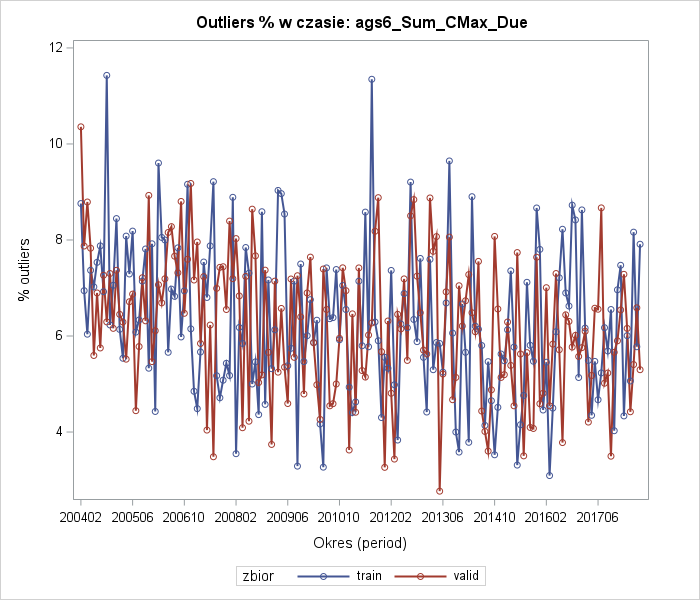 Outliers % w czasie: ags6_Sum_CMax_Due
% outliers
12
10
8
6
4
200402 200506 200610 200802 200906 201010 201202 201306 201410 201602 201706
Okres (period)
zbior train valid